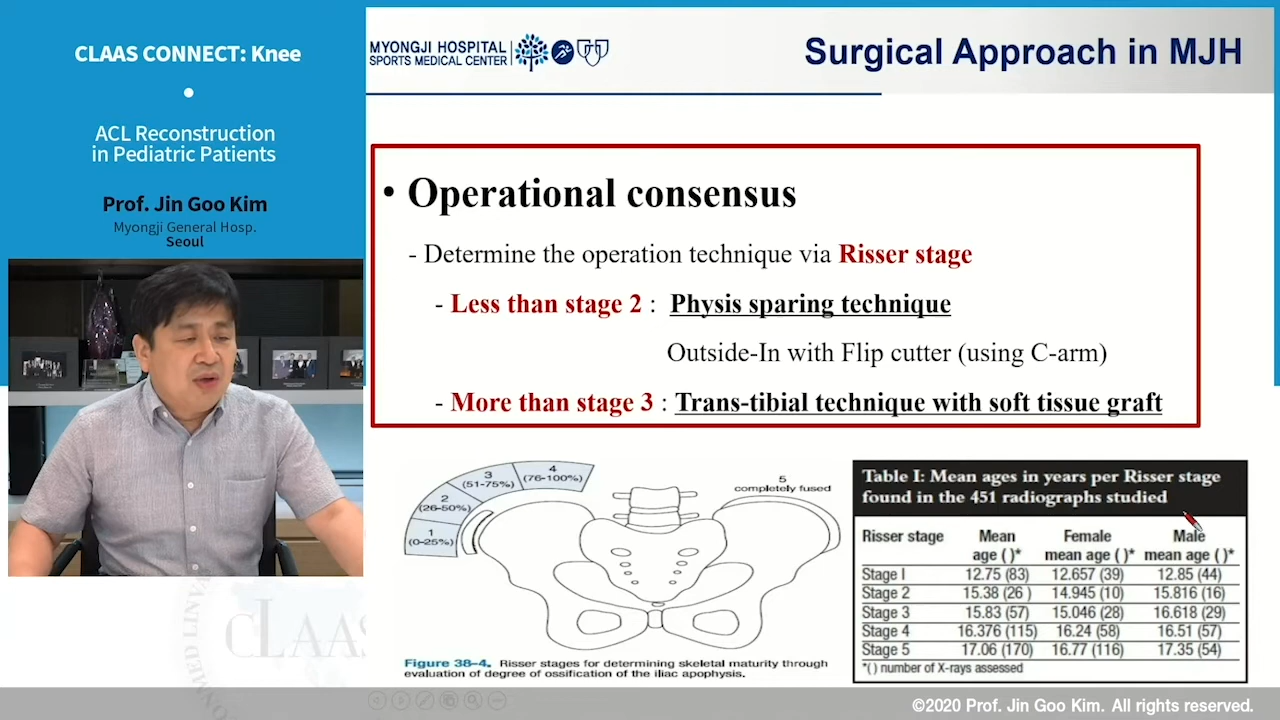 CLAAS CONNECT: Knee
ACL Reconstruction
in Pediatric Patients
Prof. Jin Goo Kim
Myongji General Hosp.
Seoul
MYONGJI HOSPITAL
SPORTS MEDICAL CENTER
Surgical Approach in MJH
• Operational consensus
- Determine the operation technique via Risser stage
- Less than stage 2 : Physis sparing technique
Outside-In with Flip cutter (using C-arm)
- More than stage 3 : Trans-tibial technique with soft tissue graft
4
(76-100%)
3
(51-75%)
2
(26-50%)
1
(0-25%)
5
completely fused
Figure 38-4. Risser stages for determining skeletal maturity through
evaluation of degree of ossification of the iliac apophysis.
Table I: Mean ages in years per Risser stage
found in the 451 radiographs studied
Risser stage Mean Female Male
age ( )* mean age ( )* mean age ( )*
Stage I 12.75 (83) 12.657 (39) 12.85 (44)
Stage 2 15.38 (26 ) 14.945 (10) 15.816 (16)
Stage 3 15.83 (57) 15.046 (28) 16.618 (29)
Stage 4 16.376 (115) 16.24 (58) 16.51 (57)
Stage 5 17.06 (170) 16.77 (116) 17.35 (54)
*( ) number of X-rays assessed
CLAAS
©2020 Prof. Jin Goo Kim. All rights reserved.